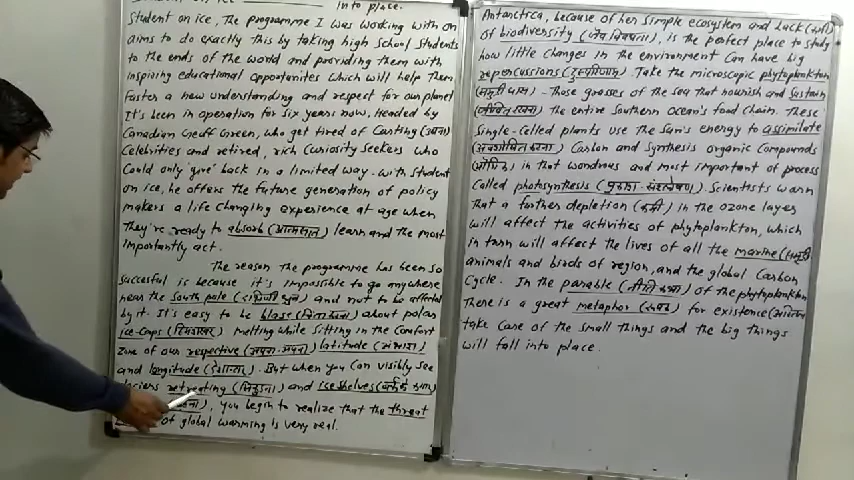 into place.
Student on ice, The programme I was working with on
aims to do exactly this by taking high school students
to the ends of the world and providing them with
inspiring educational opportunites which will help them
foster a new understanding and respect for our planet
It's been in operation for six years now, Headed by
Canadian Geoff Green, who get tired of Carting
Celebrities and retired, rich Curiosity Seekers who
Could only 'give' back in a limited way. with student
on ice, he offers the future generation of policy
makers a life Changing experience at age when
They're ready to absorb (आत्मसात) learn and the most
importantly act.
The reason The programme has been so
Succesful is because it's impossible to go anywhere
near the South pole (दक्षिणी ध्रुव) and not to be affected
by it. It's easy to be about polar
ice-caps (हिमशिखर) melting while sitting in the Comfort
Zone of our respective (अपना-अपना) latitude
and longitude (देशान्तर). But when you can visibly see
retreating (सिकुड़ना) and Iceshelves
you begin to realize that the threat
of global warming is very real.
Antarctica, because of her simple ecosystem and Lack (कमी)
of biodiversity (जैव विविधता), is the perfect place to study
how little changes in the environment Can have big
repercussions (दुष्परिणाम). Take the microscopic phytoplankton
(समुद्री घास) - Those grasses of the sea that nourish and sustain
(जीवित रखना) The entire Southern Ocean's food Chain. These
Single-Celled plants use the Sun's energy to assimilate
(अवशोषित करना) Carbon and Synthesis organic Compounds
(यौगिक) in that wondrous and most important of process
Called photosynthesis (प्रकाश-संश्लेषण). Scientists warn
That a further depletion (कमी) in the ozone layer
will affect the activities of phytoplankton, which
in turn will affect the lives of all the marine (समुद्री)
animals and birds of region, and the global Carbon
Cycle. In the parable (नीति कथा) of the phytoplankton
There is a great metaphor (रूपक) for existence
take care of the small things and the big things
will fall into place.